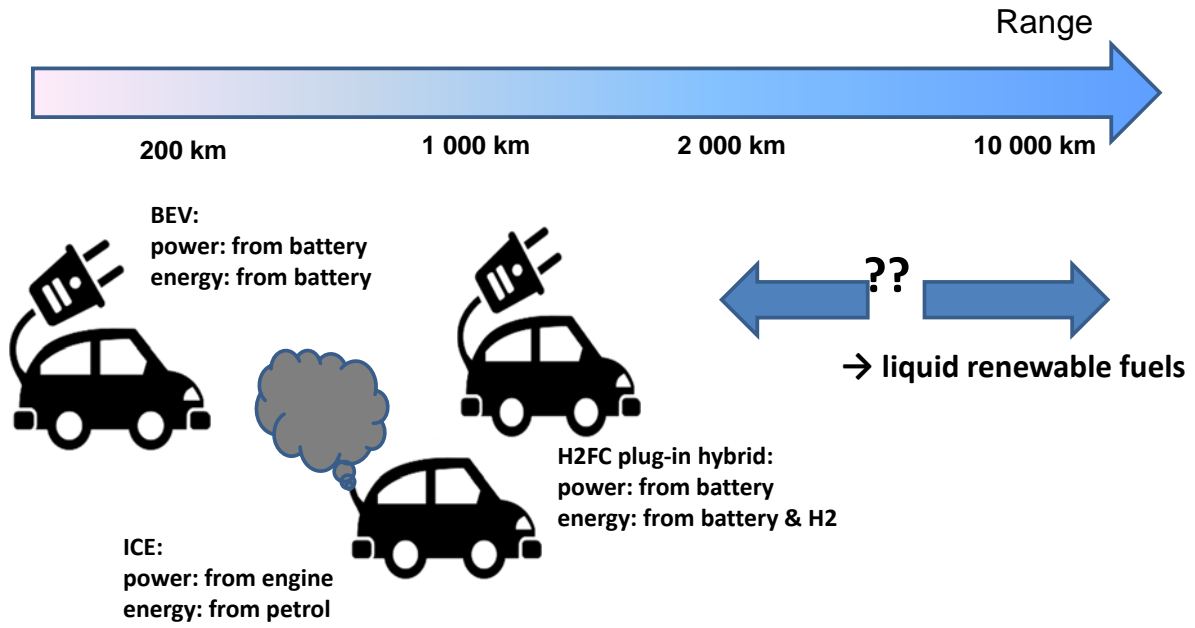 Range
200 km
1 000 km
2 000 km
10 000 km
BEV:
power: from battery
energy: from battery
??
→ liquid renewable fuels
H2FC plug-in hybrid:
power: from battery
energy: from battery & H2
ICE:
power: from engine
energy: from petrol